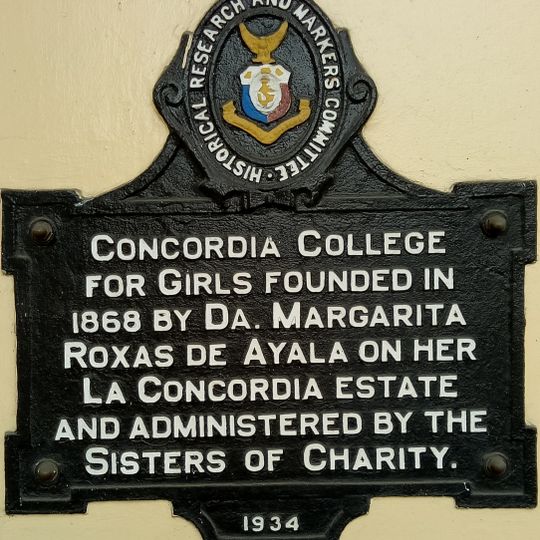 HISTORICAL RESEARCH AND MARKERS COMMITTEE
CONCORDIA COLLEGE
FOR GIRLS FOUNDED IN
1868 BY DA. MARGARITA
ROXAS DE AYALA ON HER
LA CONCORDIA ESTATE
AND ADMINISTERED BY THE
SISTERS OF CHARITY.
1934